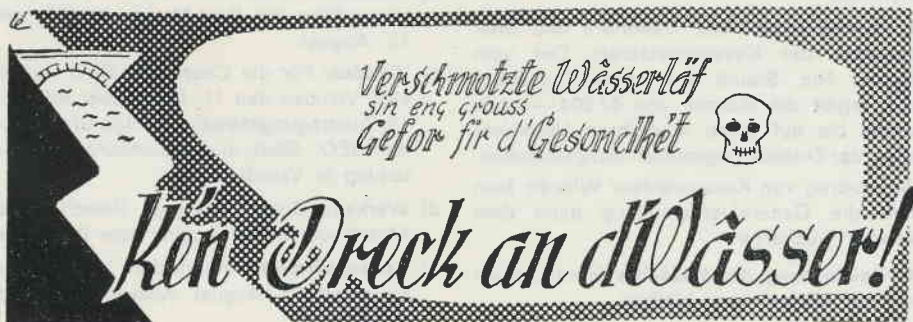 Verschmotzte Wâsserläf
sin eng grouss
Gefor fir d'Gesondhét
Kén Dreck an d'Wâsser!